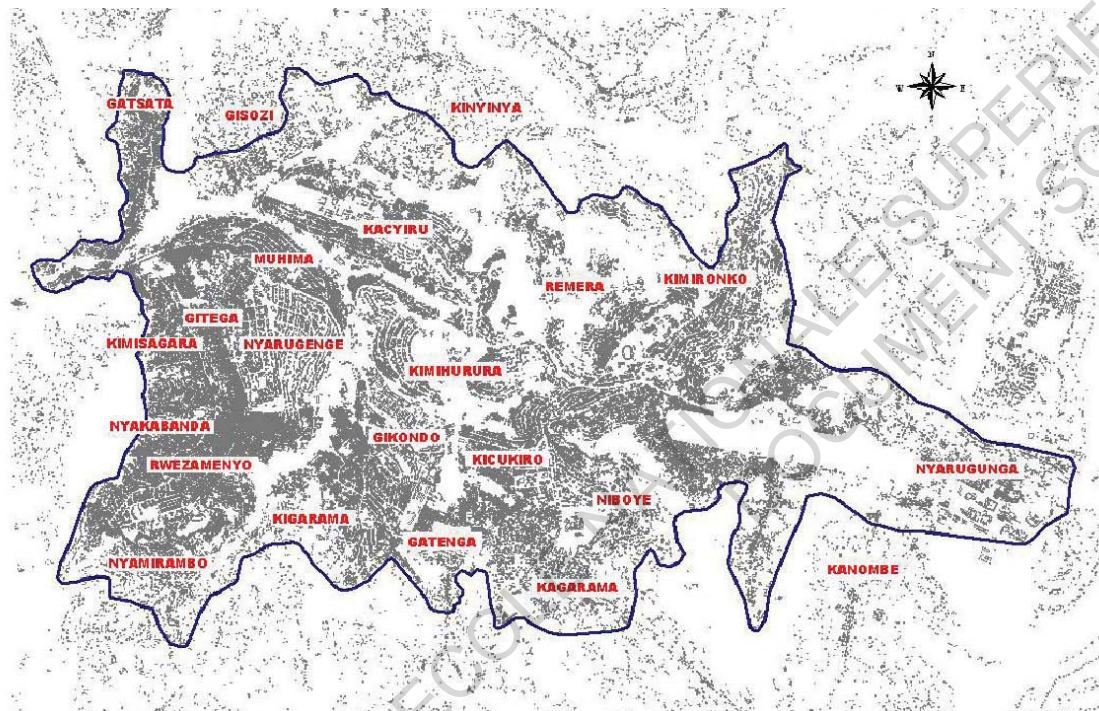 N
W E
S
GATSATA
GISOZI
KINYINYA
KACYIRU
MUHIMA
REMERA
KIMIRONKO
GITEGA
KIMISAGARA
NYARUGENGE
KIMIHURURA
NYAKABANDA
GIKONDO
RWEZAMENYO
KICUKIRO
NYARUGUNGA
NIBOYE
KIGARAMA
GATENGA
NYAMIRAMBO
KANOMBE
KAGARAMA